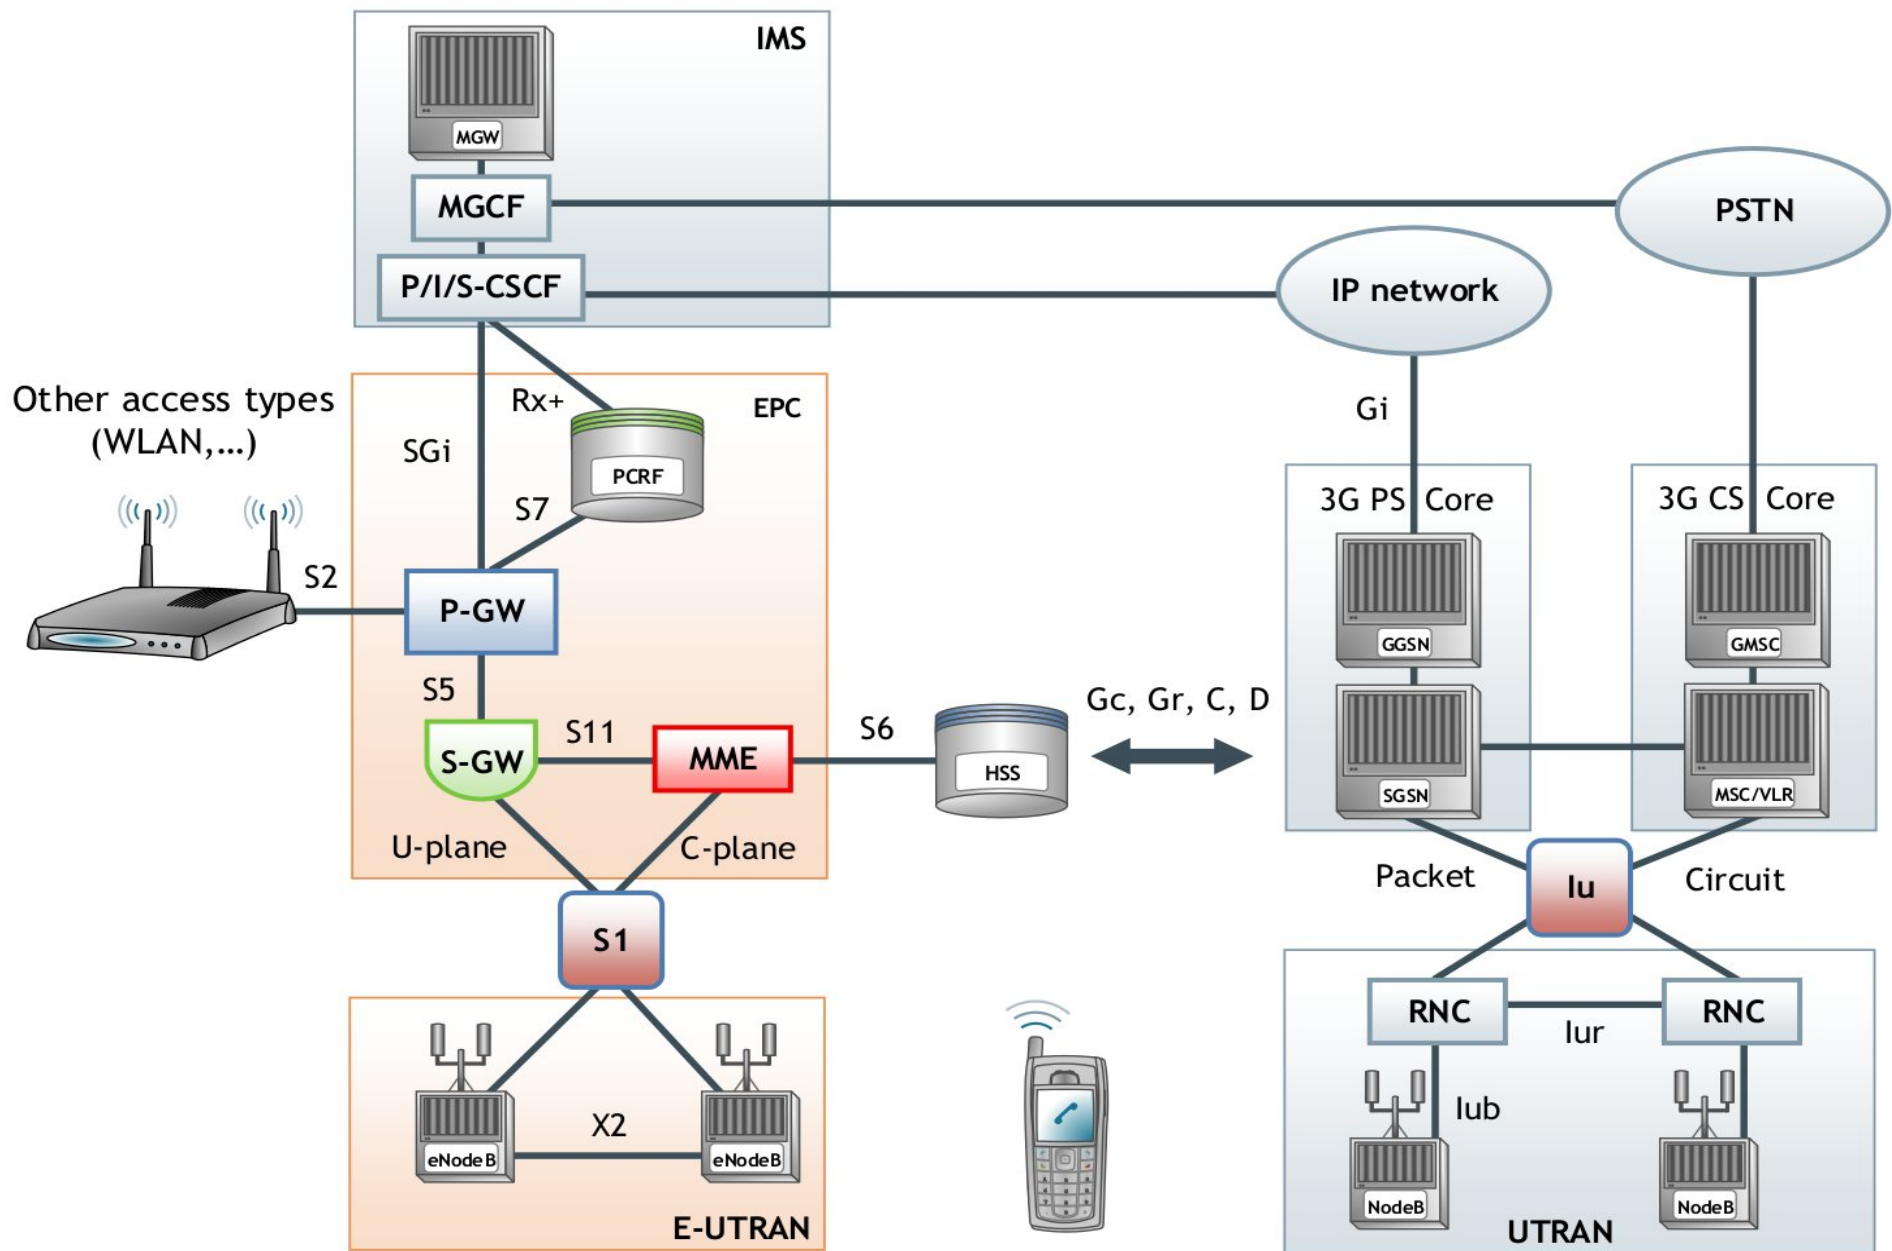 IMS
MGW
MGCF
PSTN
P/I/S-CSCF
IP network
Other access types
(WLAN,...)
Rx+
EPC
Gi
SGi
PCRF
S7
3G PS Core
3G CS Core
S2
P-GW
GGSN
GMSC
S5
Gc, Gr, C, D
S11
S6
S-GW
MME
HSS
SGSN
MSC/VLR
U-plane
C-plane
Packet
Iu
Circuit
S1
RNC
RNC
Iur
X2
Iub
eNodeB
eNodeB
NodeB
NodeB
E-UTRAN
UTRAN